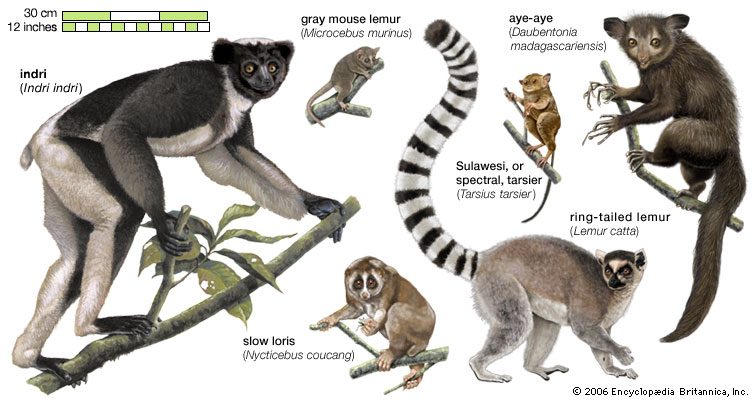 30 cm
12 inches
indri
(Indri indri)
gray mouse lemur
(Microcebus murinus)
aye-aye
(Daubentonia
madagascariensis)
Sulawesi, or
spectral, tarsier
(Tarsius tarsier)
ring-tailed lemur
(Lemur catta)
slow loris
(Nycticebus coucang)
© 2006 Encyclopædia Britannica, Inc.